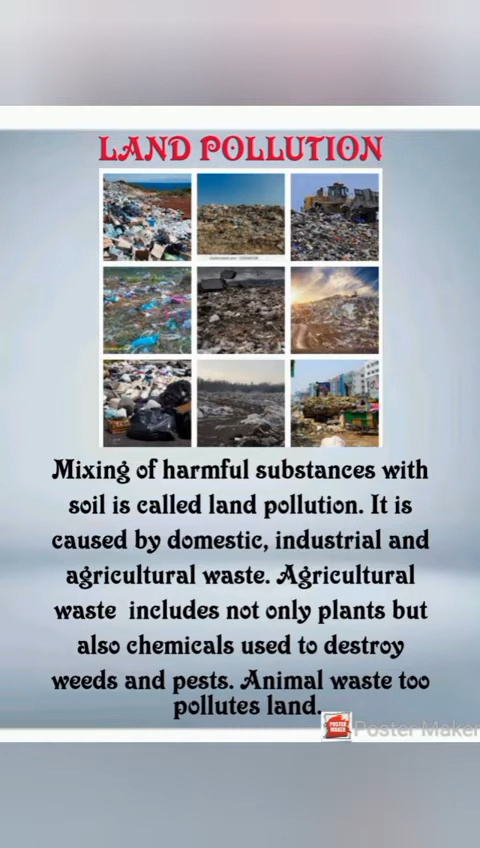 LAND POLLUTION
Mixing of harmful substances with
soil is called land pollution. It is
caused by domestic, industrial and
agricultural waste. Agricultural
waste includes not only plants but
also chemicals used to destroy
weeds and pests. Animal waste too
pollutes land.
POSTER
MAKER
Poster Maker